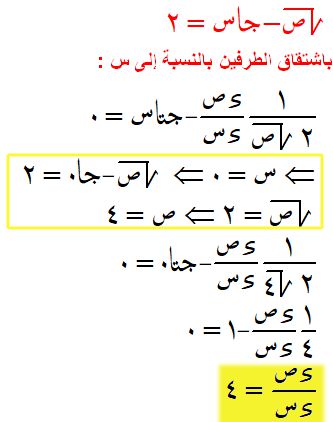 √ص – جاس = ٢
باشتقاق الطرفين بالنسبة إلى س :
١/(٢√ص) ءص/ءس – جتاس = ٠
⇐ س = ٠ ⇐ √ص – جا٠ = ٢
√ص = ٢ ⇐ ص = ٤
١/(٢√٤) ءص/ءس – جتا٠ = ٠
١/٤ ءص/ءس – ١ = ٠
ءص/ءس = ٤